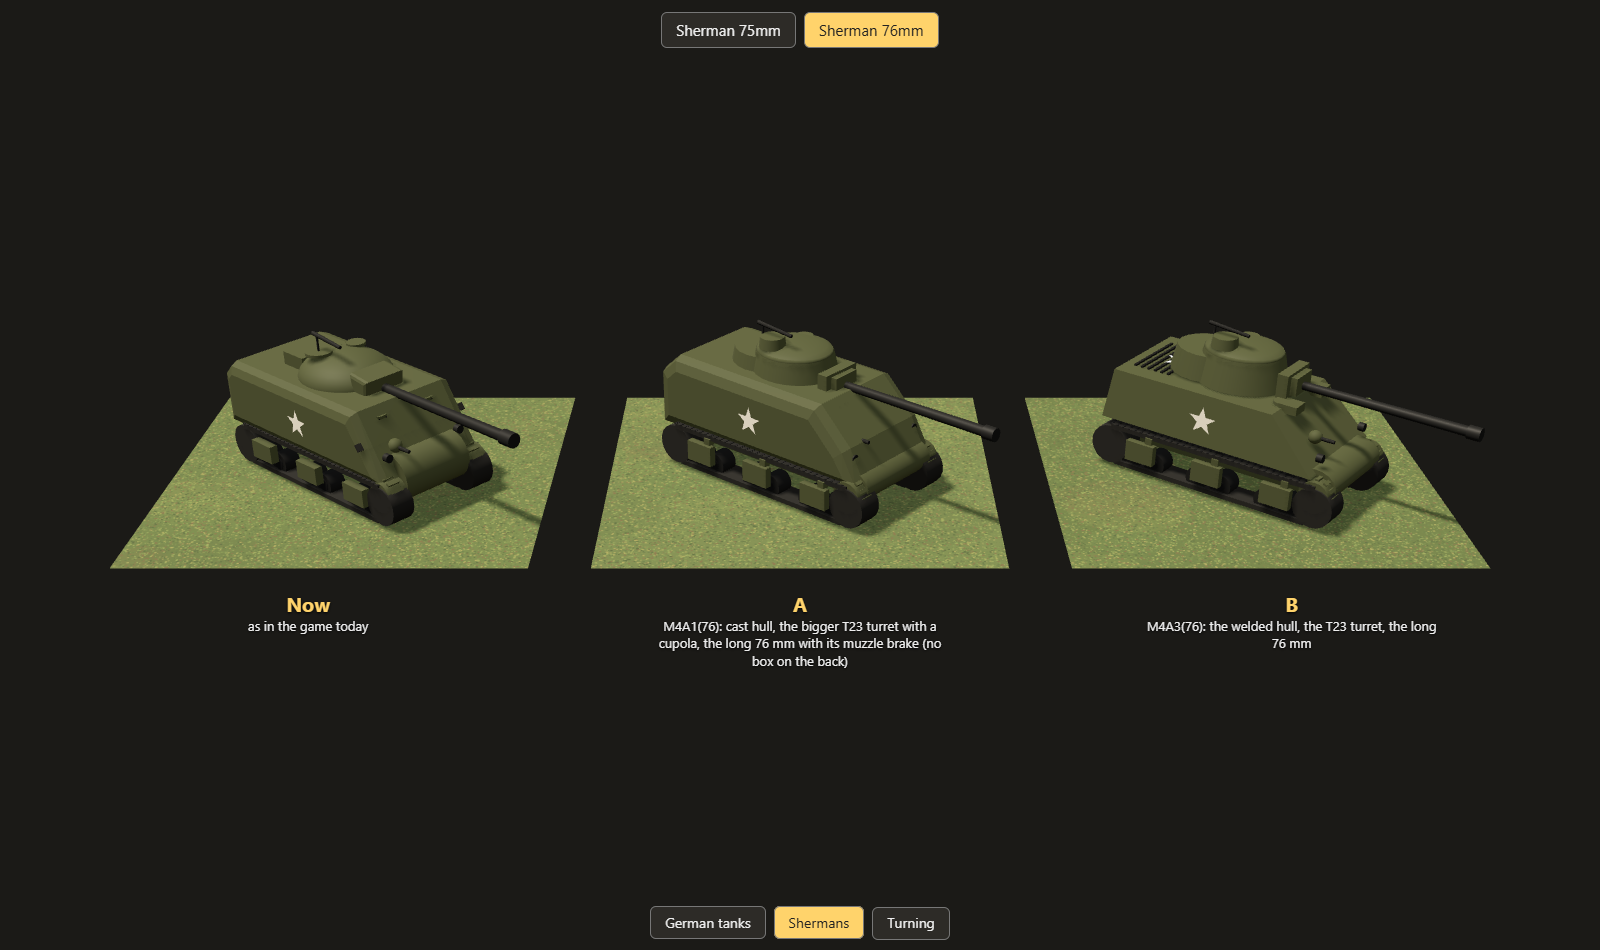 Sherman 75mm
Sherman 76mm
Now
as in the game today
A
M4A1(76): cast hull, the bigger T23 turret with a
cupola, the long 76 mm with its muzzle brake (no
box on the back)
B
M4A3(76): the welded hull, the T23 turret, the long
76 mm
German tanks
Shermans
Turning